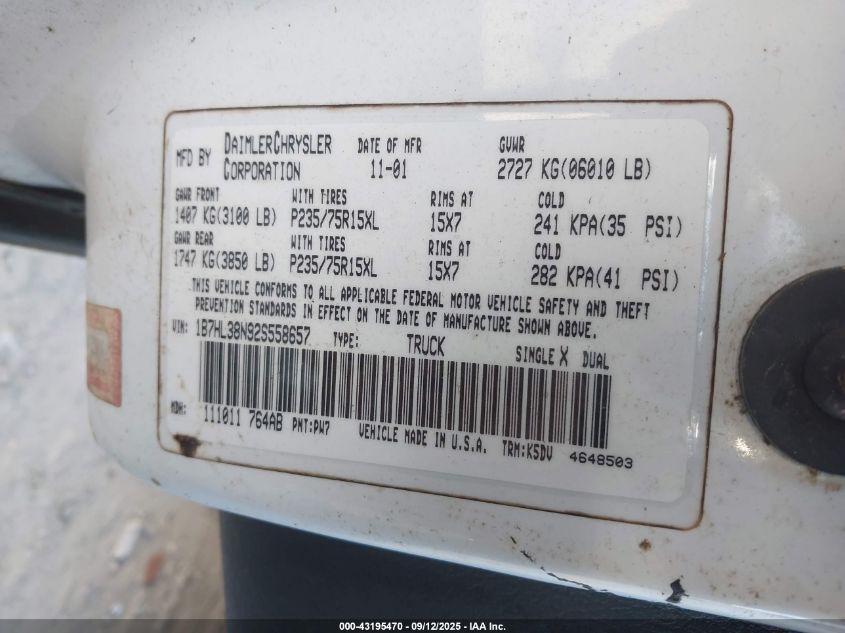 MFD BY DAIMLERCHRYSLER CORPORATION DATE OF MFR 11-01 GVWR 2727 KG(06010 LB)
GAWR FRONT WITH TIRES RIMS AT COLD
1407 KG(3100 LB) P235/75R15XL 15X7 241 KPA(35 PSI)
GAWR REAR WITH TIRES RIMS AT COLD
1747 KG(3850 LB) P235/75R15XL 15X7 282 KPA(41 PSI)
THIS VEHICLE CONFORMS TO ALL APPLICABLE FEDERAL MOTOR VEHICLE SAFETY AND THEFT
PREVENTION STANDARDS IN EFFECT ON THE DATE OF MANUFACTURE SHOWN ABOVE.
VIN: 1B7HL38N92S558657 TYPE: TRUCK SINGLE X DUAL
MDH: 111011 764AB PNT:PW7 VEHICLE MADE IN U.S.A. TRM:K5DV 4648503
000-43195470 - 09/12/2025 - IAA Inc.